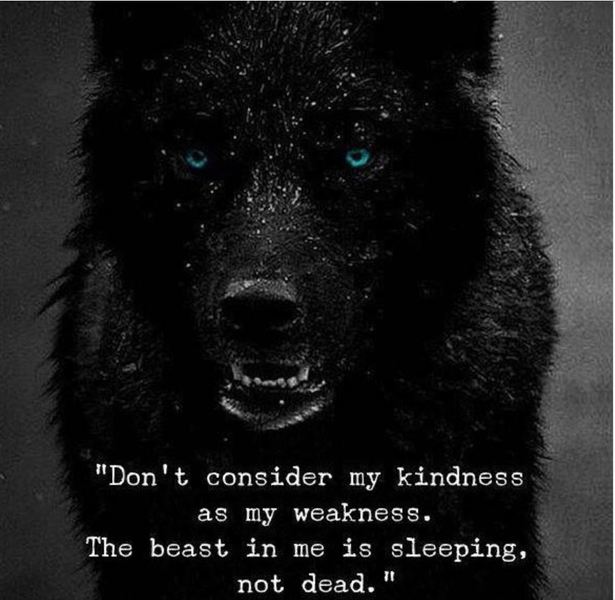 "Don't consider my kindness
as my weakness.
The beast in me is sleeping,
not dead."